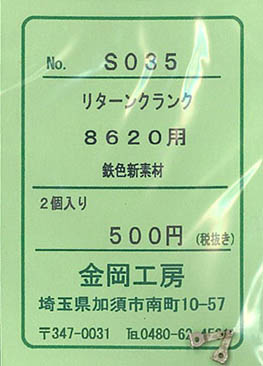 No. S035
リターンクランク
8620用
鉄色新素材
2個入り
500円 (税抜き)
金岡工房
埼玉県加須市南町10-57
〒347-0031 ℡0480-62-